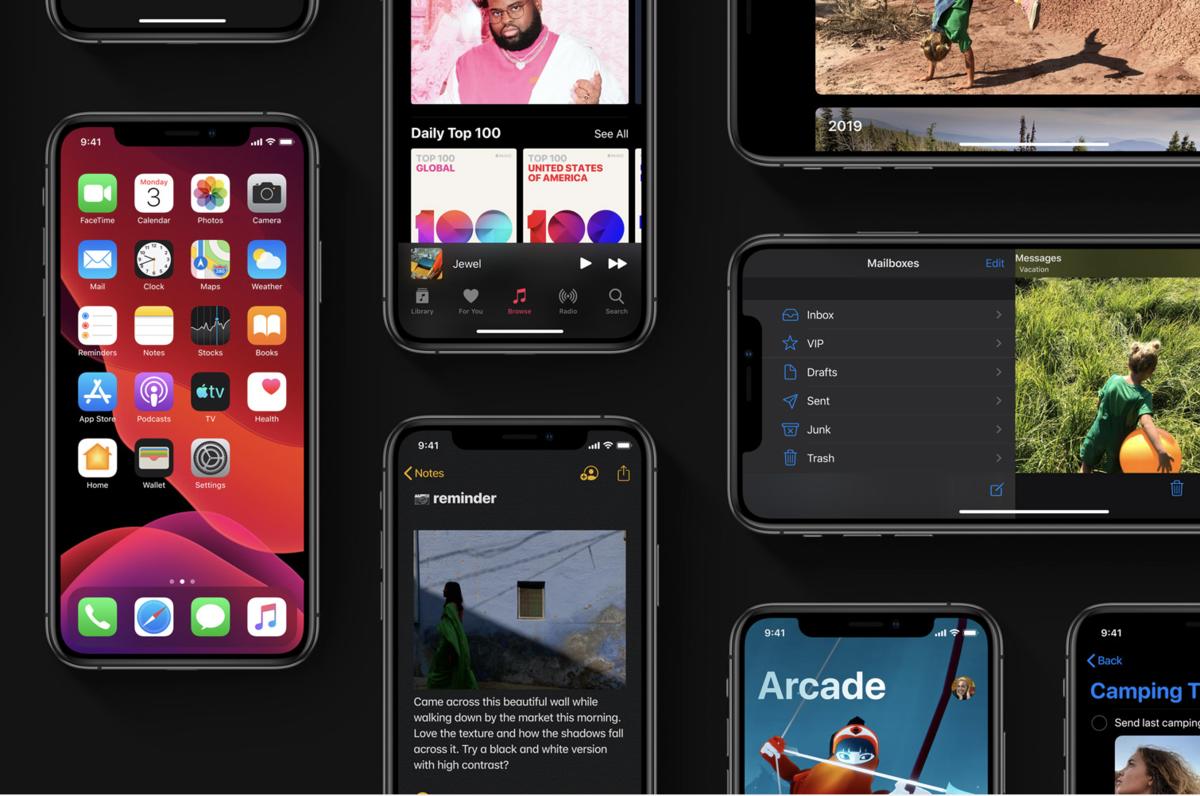 9:41
Monday
3
FaceTime
Calendar
Photos
Camera
Mail
Clock
Maps
Weather
Reminders
Notes
Stocks
Books
App Store
Podcasts
tv
TV
Health
Home
Wallet
Settings
Daily Top 100
See All
TOP 100
GLOBAL
100
TOP 100
UNITED STATES
OF AMERICA
100
Jewel
Library
For You
Browse
Radio
Search
9:41
Notes
reminder
Came across this beautiful wall while
walking down by the market this morning.
Love the texture and how the shadows fall
across it. Try a black and white version
with high contrast?
2019
Mailboxes
Edit
Inbox
VIP
Drafts
Sent
Junk
Trash
Messages
Vacation
9:41
Arcade
9:41
Back
Camping T
Send last camping